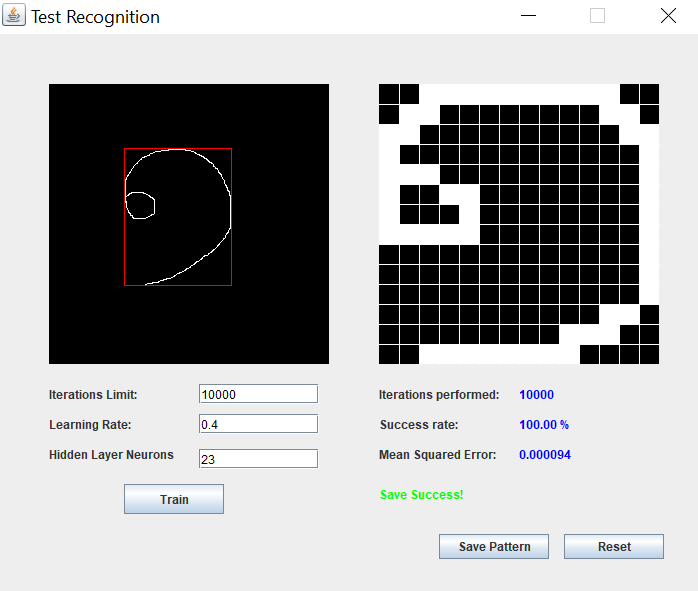 Test Recognition
Iterations Limit: 10000
Learning Rate: 0.4
Hidden Layer Neurons 23
Train
Iterations performed: 10000
Success rate: 100.00 %
Mean Squared Error: 0.000094
Save Success!
Save Pattern
Reset